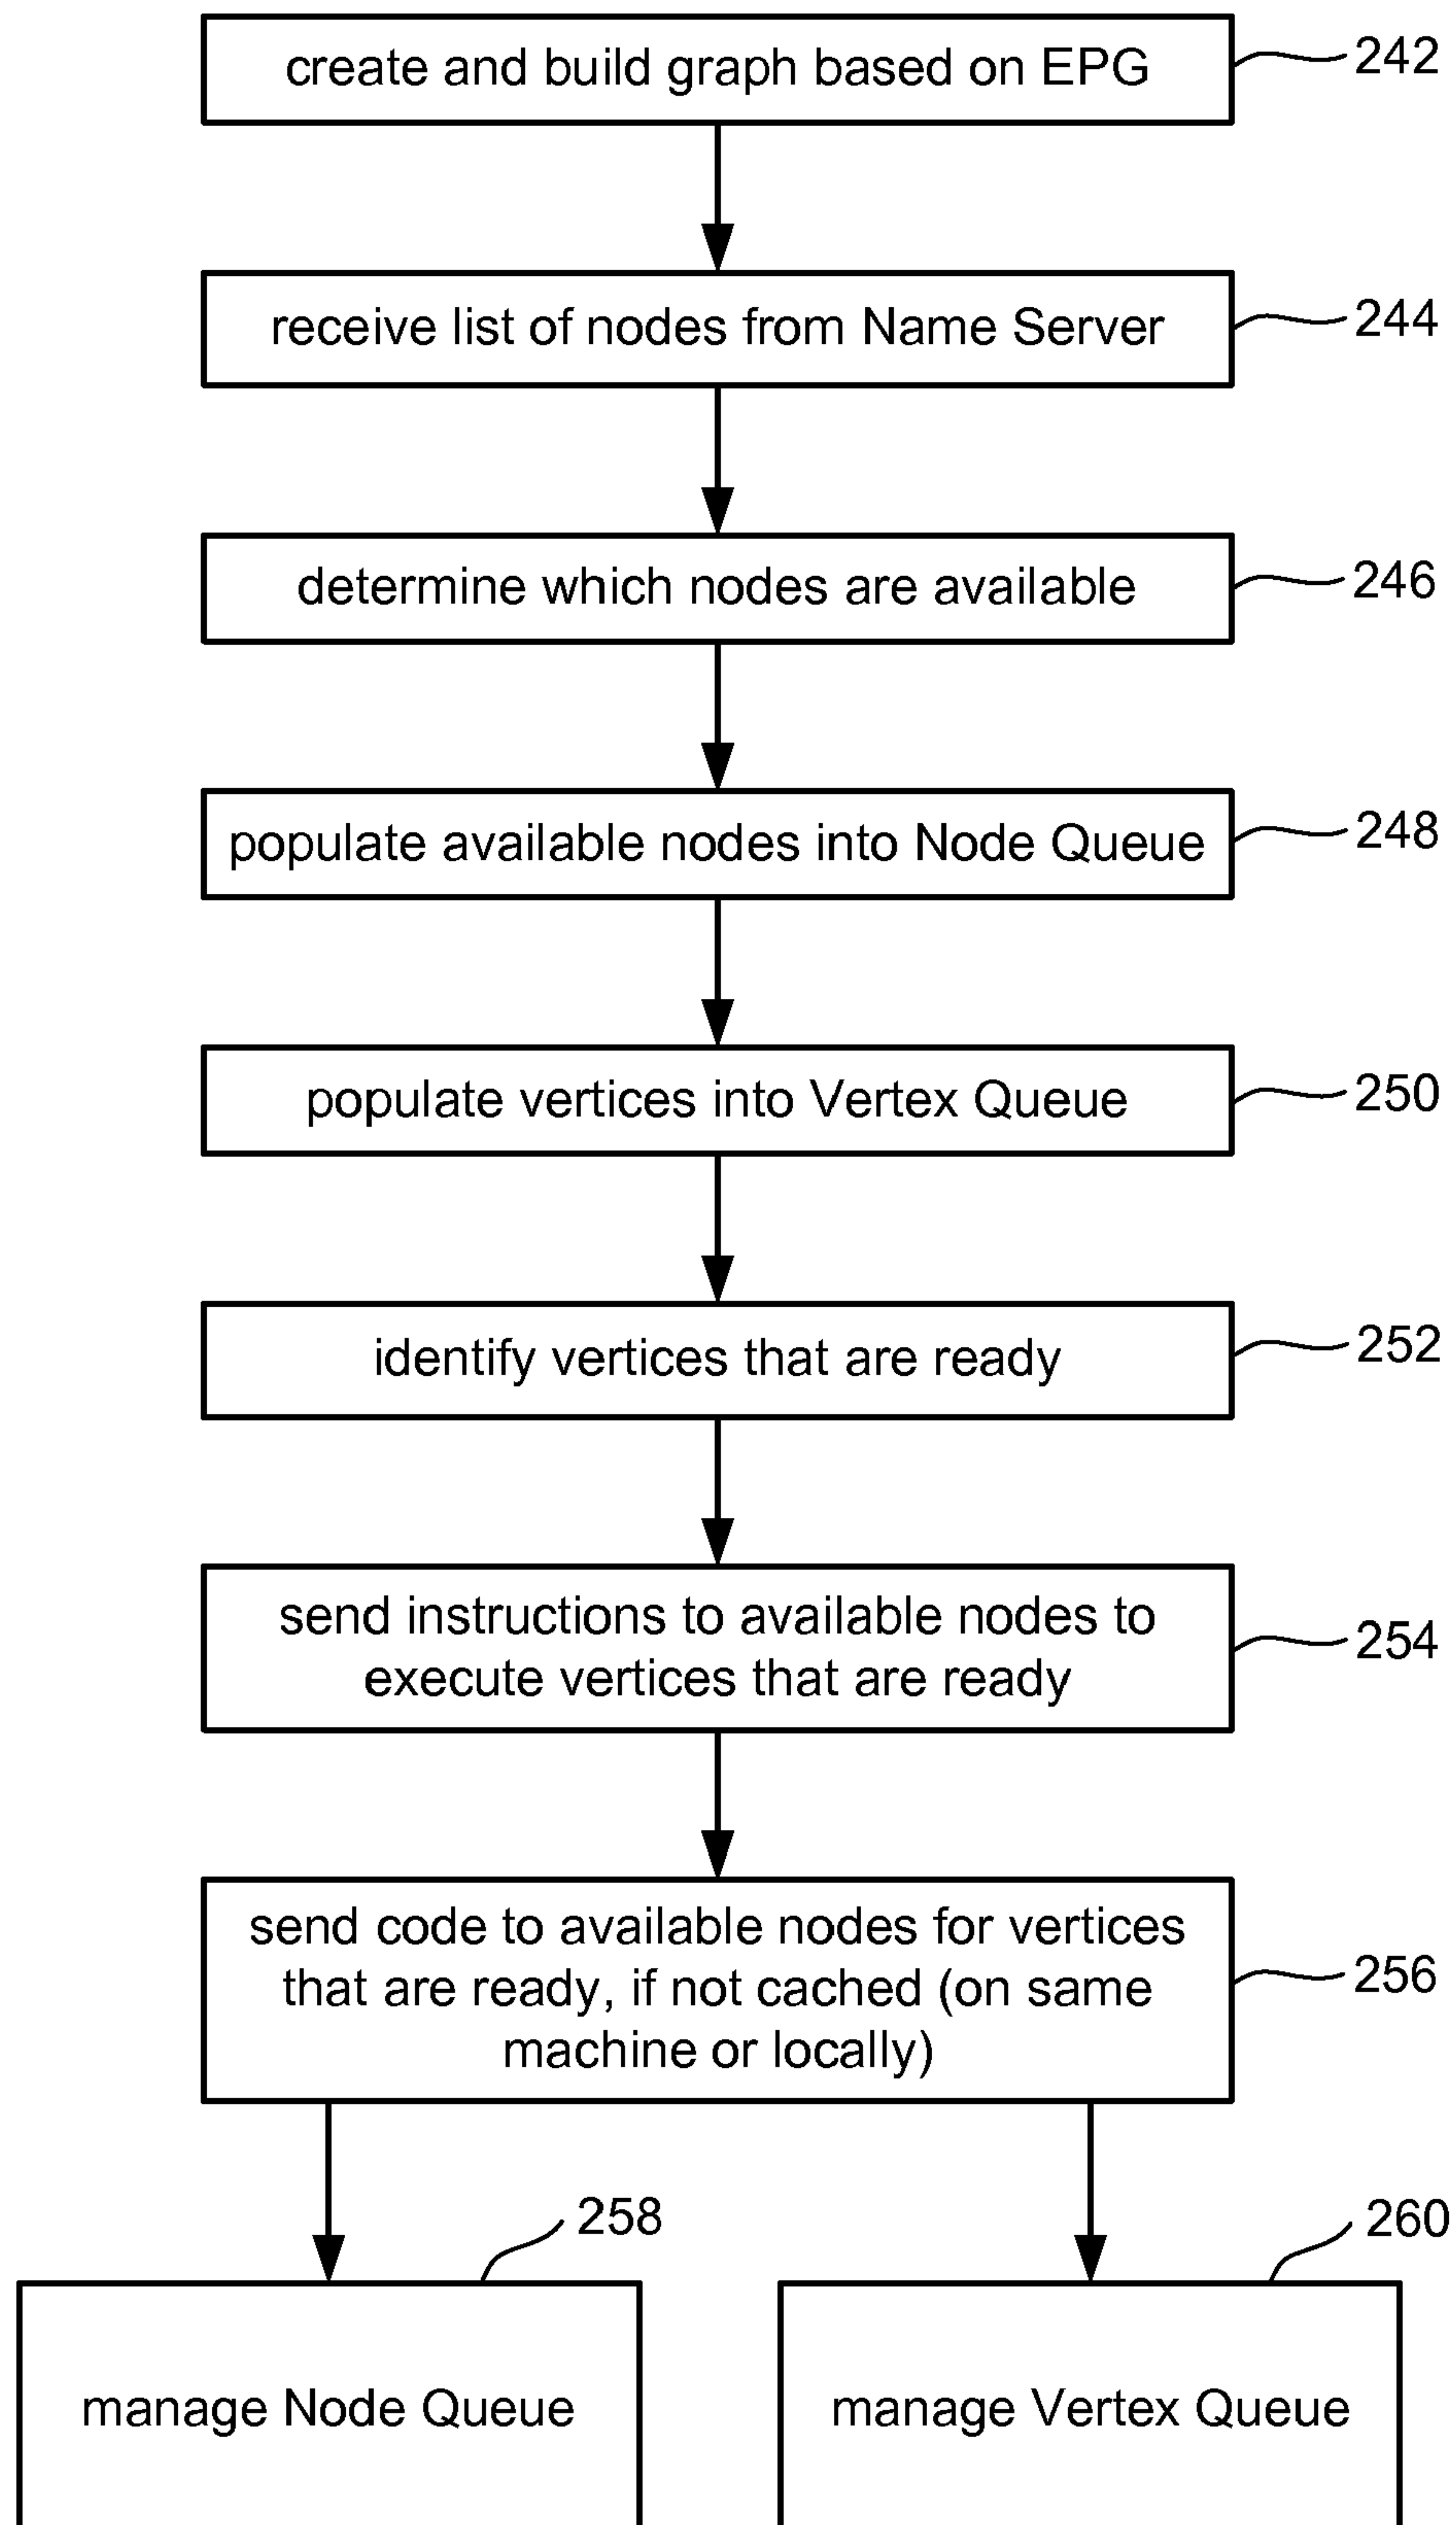 create and build graph based on EPG
242
receive list of nodes from Name Server
244
determine which nodes are available
246
populate available nodes into Node Queue
248
populate vertices into Vertex Queue
250
identify vertices that are ready
252
send instructions to available nodes to
execute vertices that are ready
254
send code to available nodes for vertices
that are ready, if not cached (on same
machine or locally)
256
258
260
manage Node Queue
manage Vertex Queue